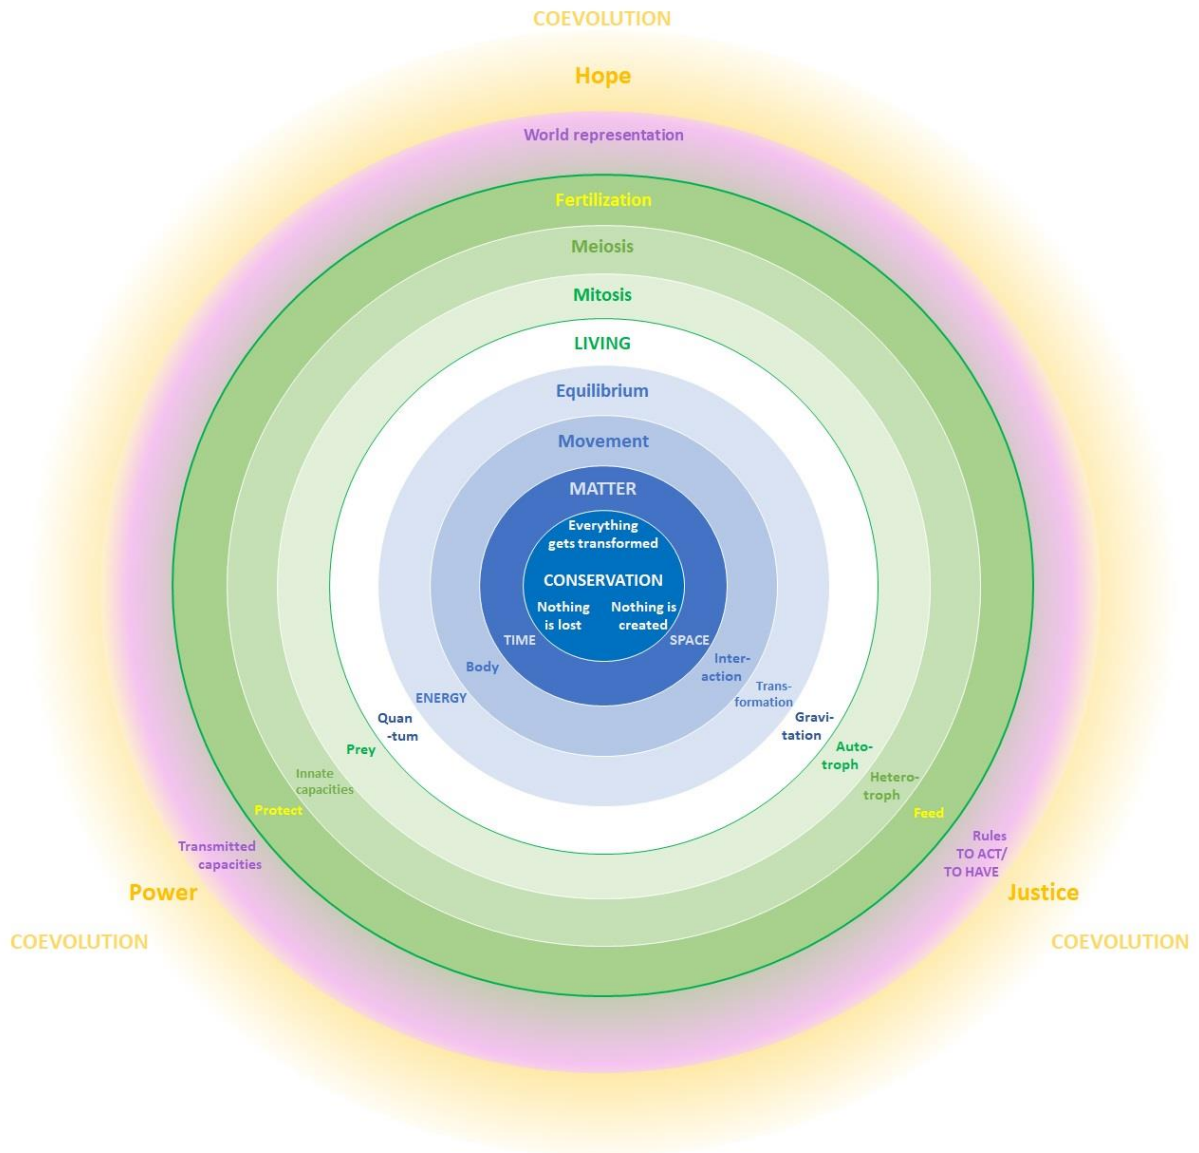 COEVOLUTION
Hope
World representation
Fertilization
Meiosis
Mitosis
LIVING
Equilibrium
Movement
MATTER
Everything
gets transformed
CONSERVATION
Nothing
is lost
Nothing is
created
TIME
SPACE
Body
Inter-
action
ENERGY
Trans-
formation
Quan
-tum
Gravi-
tation
Prey
Auto-
troph
Innate
capacities
Hetero-
troph
Protect
Feed
Transmitted
capacities
Rules
TO ACT/
TO HAVE
Power
Justice
COEVOLUTION
COEVOLUTION